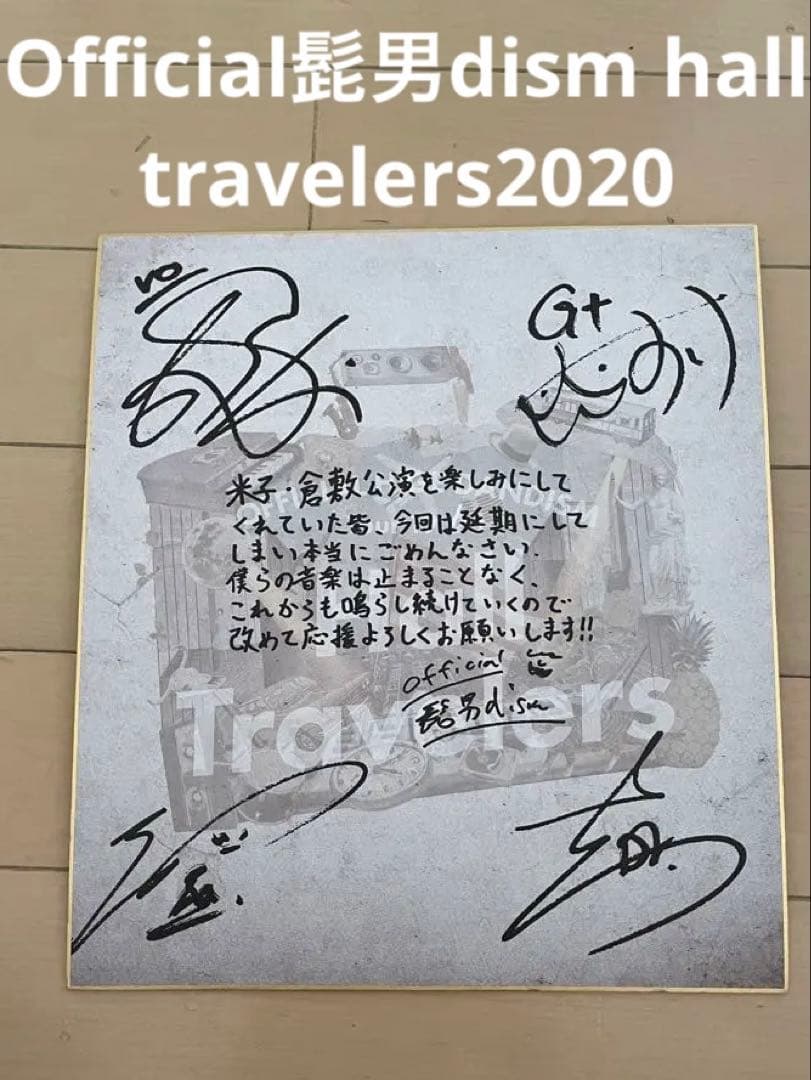 Official髭男dism hall
travelers2020
vo
Gt
米子・倉敷公演を楽しみにして
くれていた皆、今回は延期にして
しまい本当にごめんなさい.
僕らの音楽は止まることなく、
これからも鳴らし続けていくので
改めて応援よろしくお願いします!!
official
髭男dism
Travelers